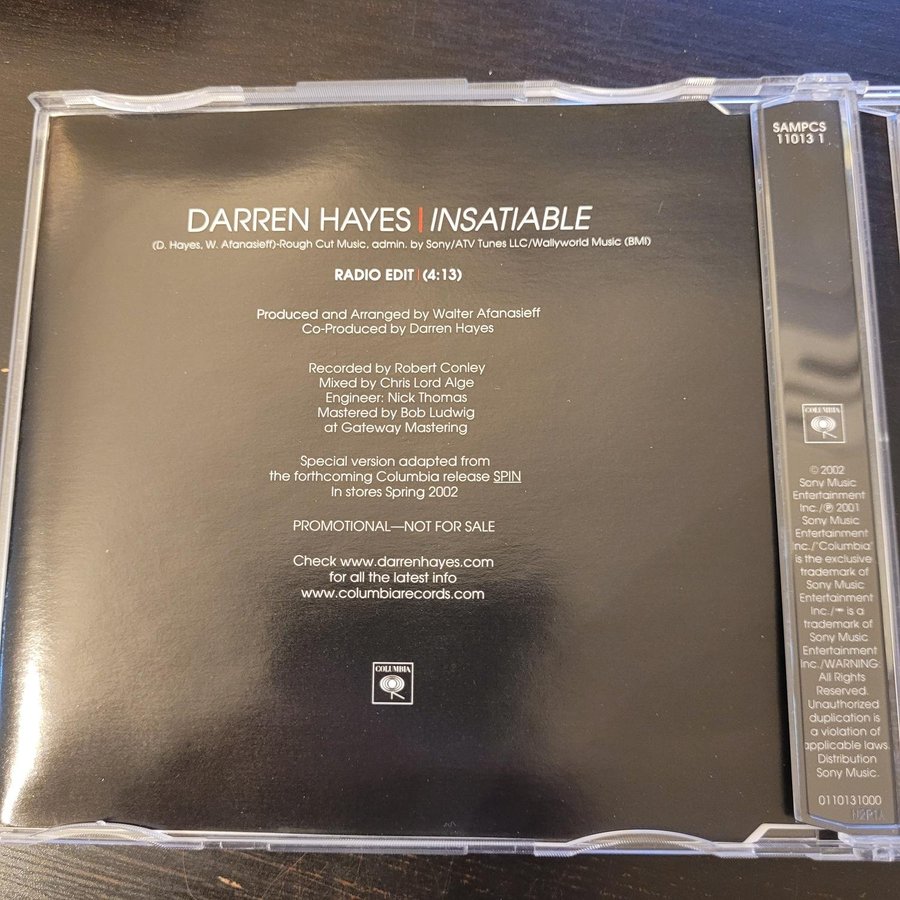 DARREN HAYES | INSATIABLE
(D. Hayes, W. Afanasieff)-Rough Cut Music, admin. by Sony/ATV Tunes LLC/Wallyworld Music (BMI)
RADIO EDIT | (4:13)
Produced and Arranged by Walter Afanasieff
Co-Produced by Darren Hayes
Recorded by Robert Conley
Mixed by Chris Lord Alge
Engineer: Nick Thomas
Mastered by Bob Ludwig
at Gateway Mastering
Special version adapted from
the forthcoming Columbia release SPIN
In stores Spring 2002
PROMOTIONAL—NOT FOR SALE
Check www.darrenhayes.com
for all the latest info
www.columbiarecords.com
COLUMBIA
SAMPCS
11013 1
COLUMBIA
© 2002
Sony Music
Entertainment
Inc./℗ 2001
Sony Music
Entertainment
Inc./"Columbia"
is the exclusive
trademark of
Sony Music
Entertainment
Inc./ is a
trademark of
Sony Music
Entertainment
Inc./WARNING:
All Rights
Reserved.
Unauthorized
duplication is
a violation of
applicable laws.
Distribution
Sony Music.
0110131000